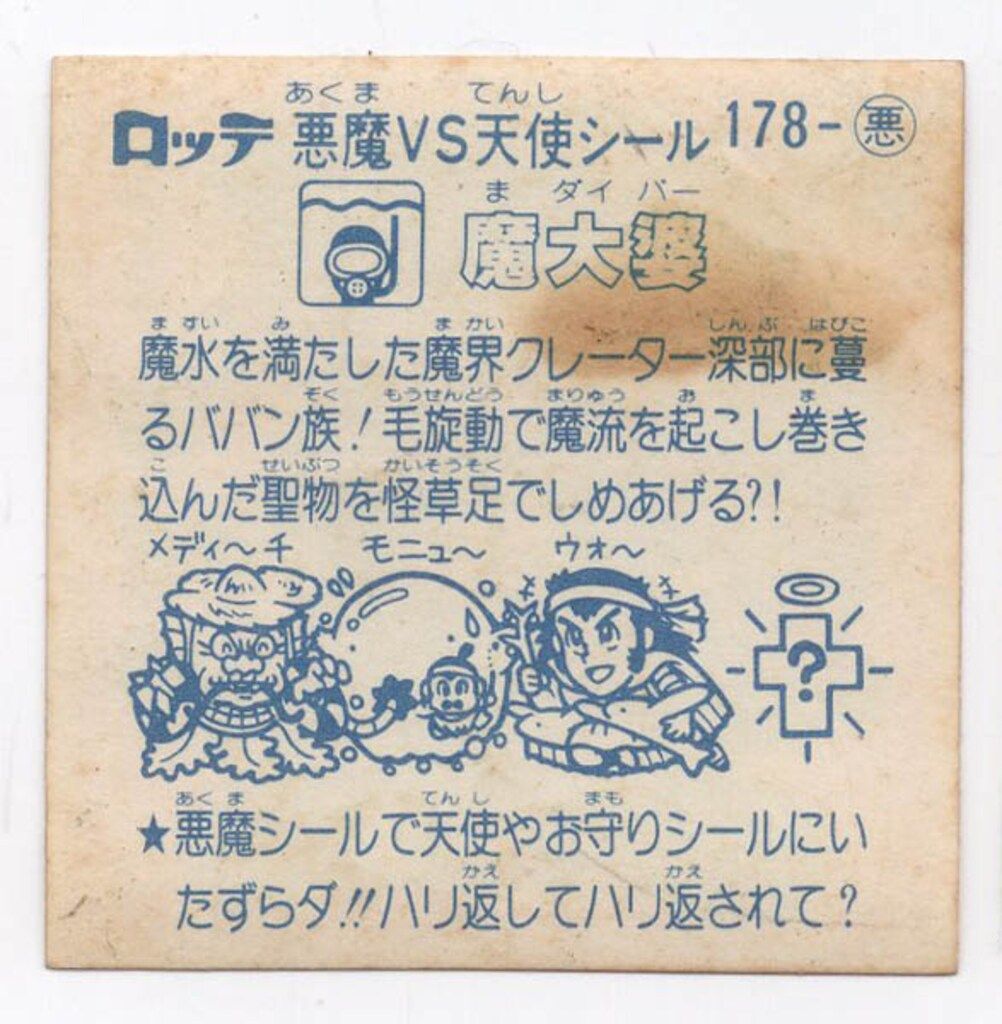 あくま てんし
ロッテ 悪魔VS天使シール 178-悪
ま ダイ バー
魔大婆
ま すい み ま かい しん ぶ はびこ
魔水を満たした魔界クレーター深部に蔓
ぞく もうせんどう まりゅう お ま
るババン族!毛旋動で魔流を起こし巻き
こ せいぶつ かいそうそく
込んだ聖物を怪草足でしめあげる?!
メディ〜チ モニュ〜 ウォ〜
?
あく ま てん し まも
★悪魔シールで天使やお守りシールにい
かえ かえ
たずらダ!!ハリ返してハリ返されて?